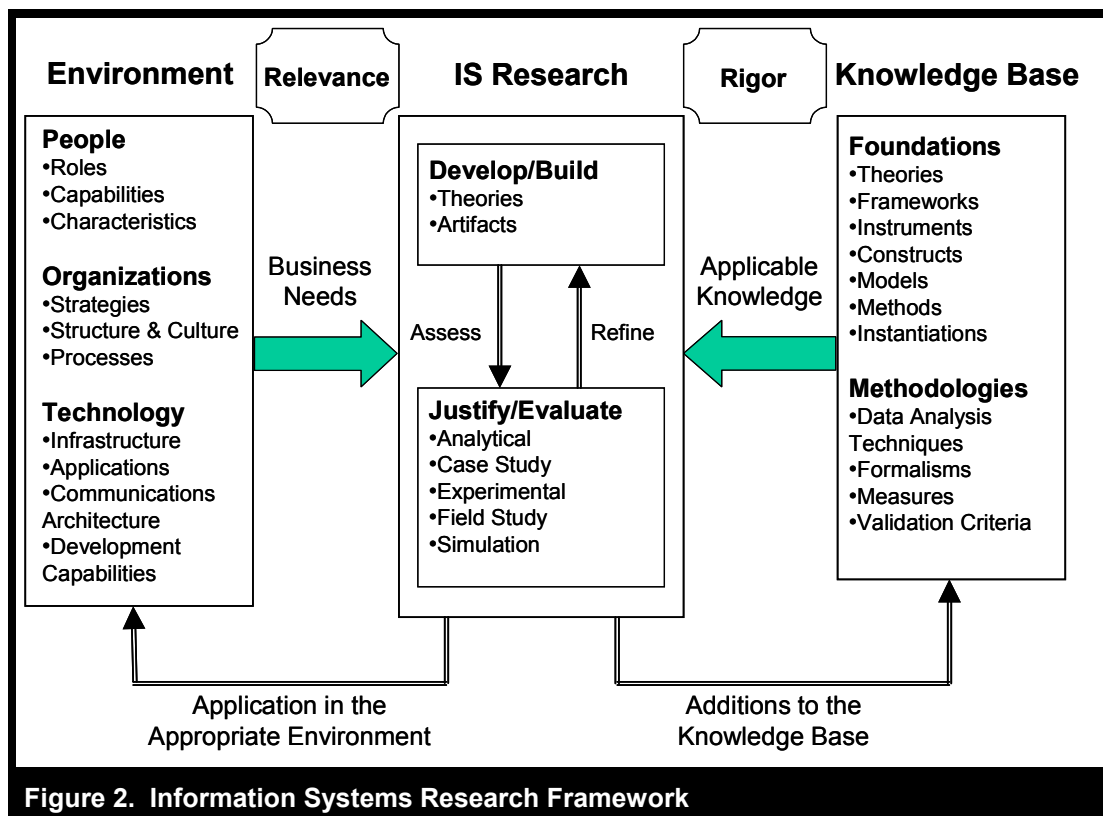 Environment
Relevance
IS Research
Rigor
Knowledge Base
People
•Roles
•Capabilities
•Characteristics
Organizations
•Strategies
•Structure & Culture
•Processes
Technology
•Infrastructure
•Applications
•Communications
Architecture
•Development
Capabilities
Business
Needs
Develop/Build
•Theories
•Artifacts
Assess
Refine
Justify/Evaluate
•Analytical
•Case Study
•Experimental
•Field Study
•Simulation
Applicable
Knowledge
Foundations
•Theories
•Frameworks
•Instruments
•Constructs
•Models
•Methods
•Instantiations
Methodologies
•Data Analysis
Techniques
•Formalisms
•Measures
•Validation Criteria
Application in the
Appropriate Environment
Additions to the
Knowledge Base
Figure 2. Information Systems Research Framework